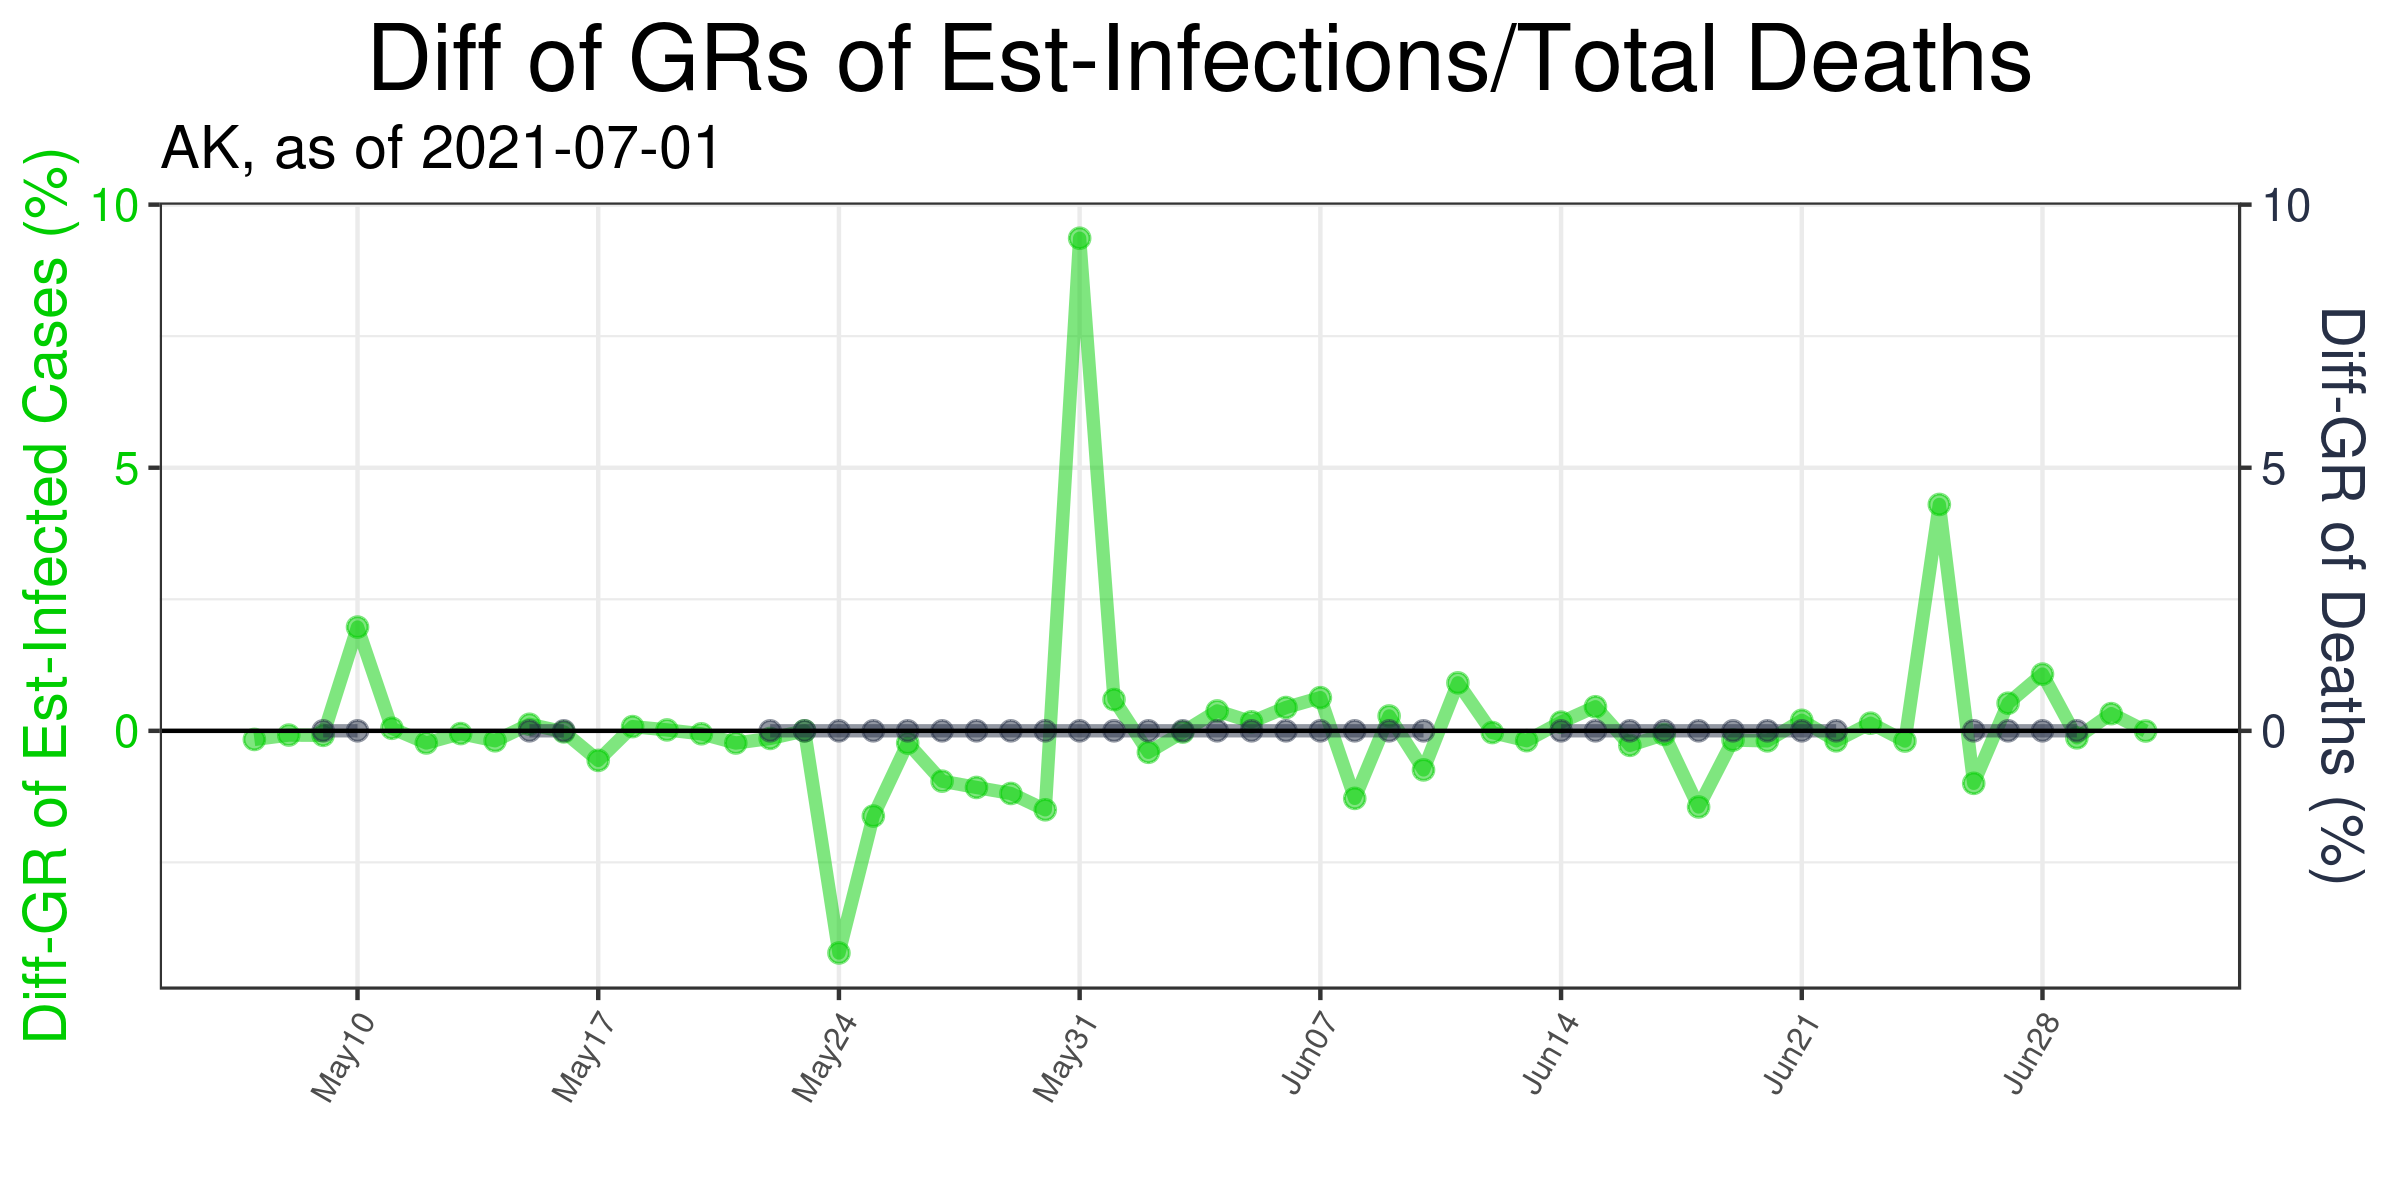 Diff of GRs of Est-Infections/Total Deaths
AK, as of 2021-07-01
Diff-GR of Est-Infected Cases (%)
10
5
0
10
5
0
Diff-GR of Deaths (%)
May10
May17
May24
May31
Jun07
Jun14
Jun21
Jun28